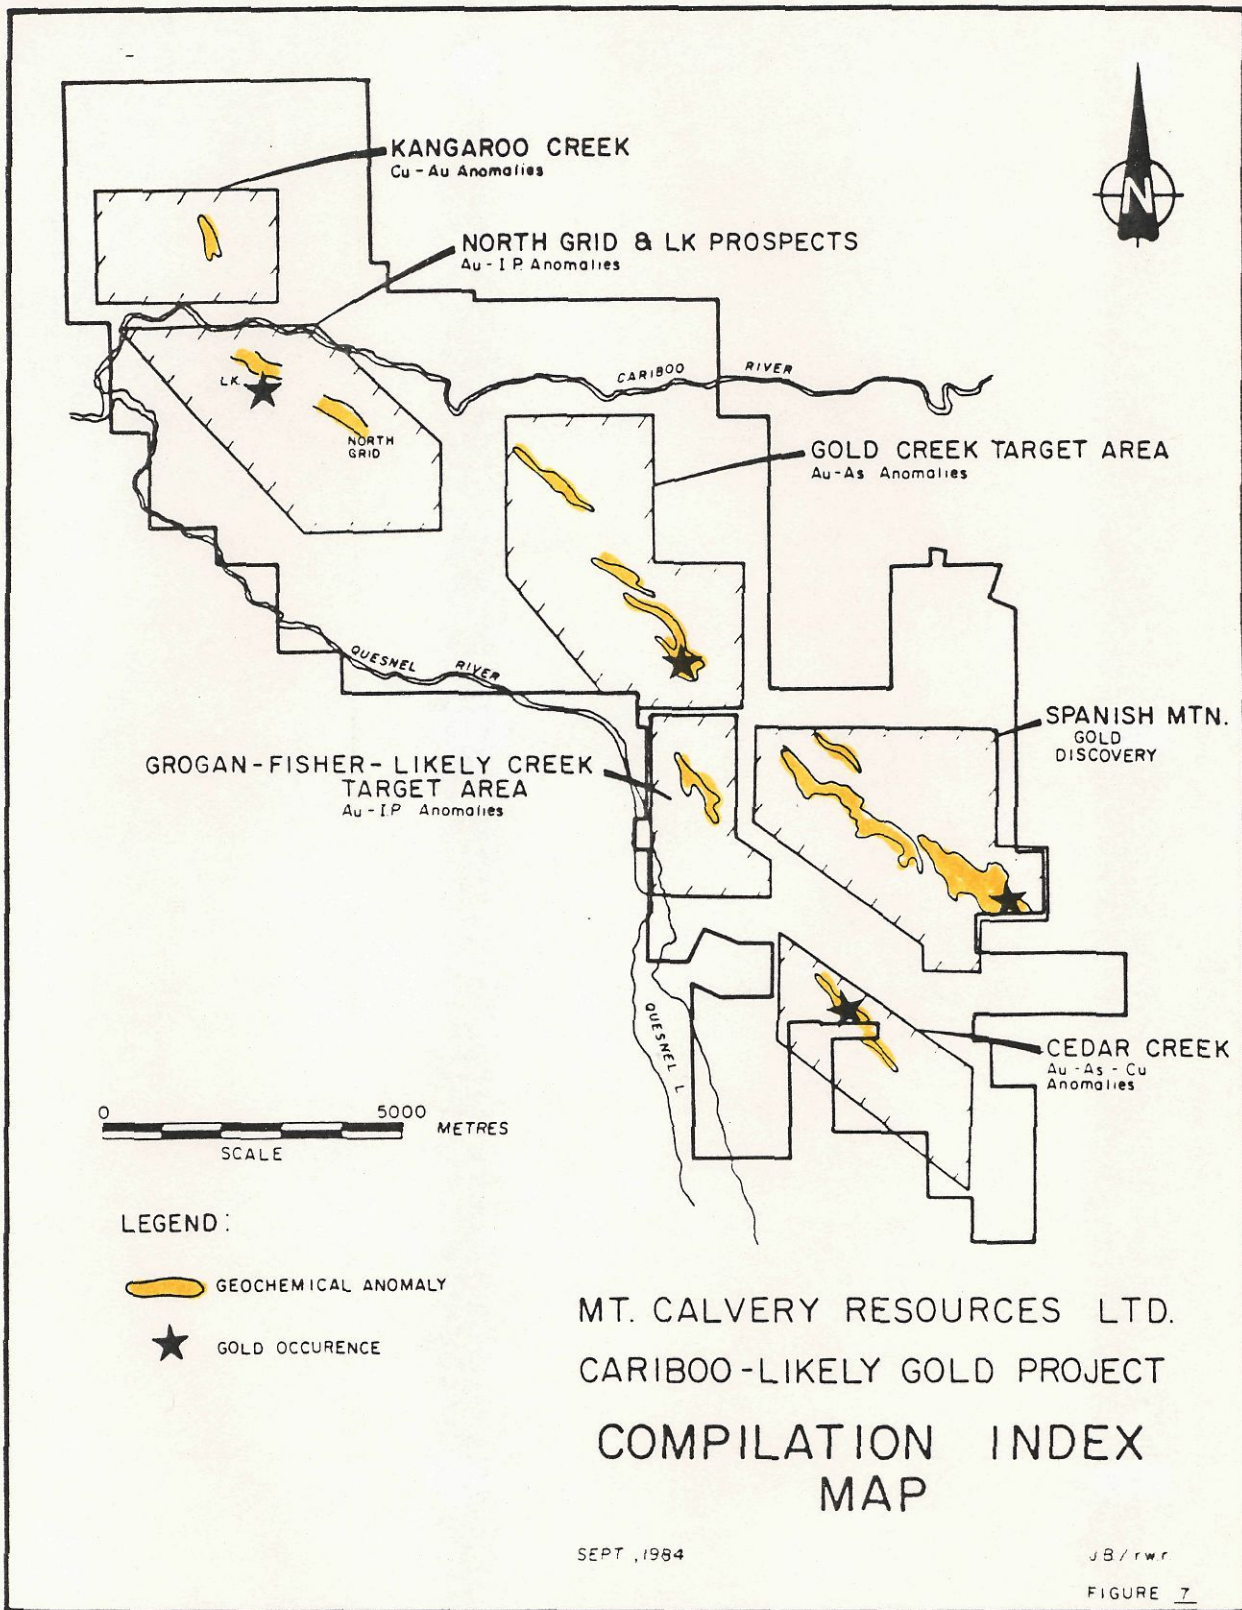 KANGAROO CREEK
Cu - Au Anomalies
N
NORTH GRID & LK PROSPECTS
Au - I.P. Anomalies
CARIBOO RIVER
LK
NORTH
GRID
GOLD CREEK TARGET AREA
Au-As Anomalies
QUESNEL RIVER
SPANISH MTN.
GOLD
DISCOVERY
GROGAN-FISHER-LIKELY CREEK
TARGET AREA
Au - I.P. Anomalies
QUESNEL L
CEDAR CREEK
Au - As - Cu
Anomalies
0 5000
METRES
SCALE
LEGEND:
GEOCHEMICAL ANOMALY
GOLD OCCURENCE
MT. CALVERY RESOURCES LTD.
CARIBOO-LIKELY GOLD PROJECT
COMPILATION INDEX
MAP
SEPT, 1984
J.B./r.w.r.
FIGURE 7